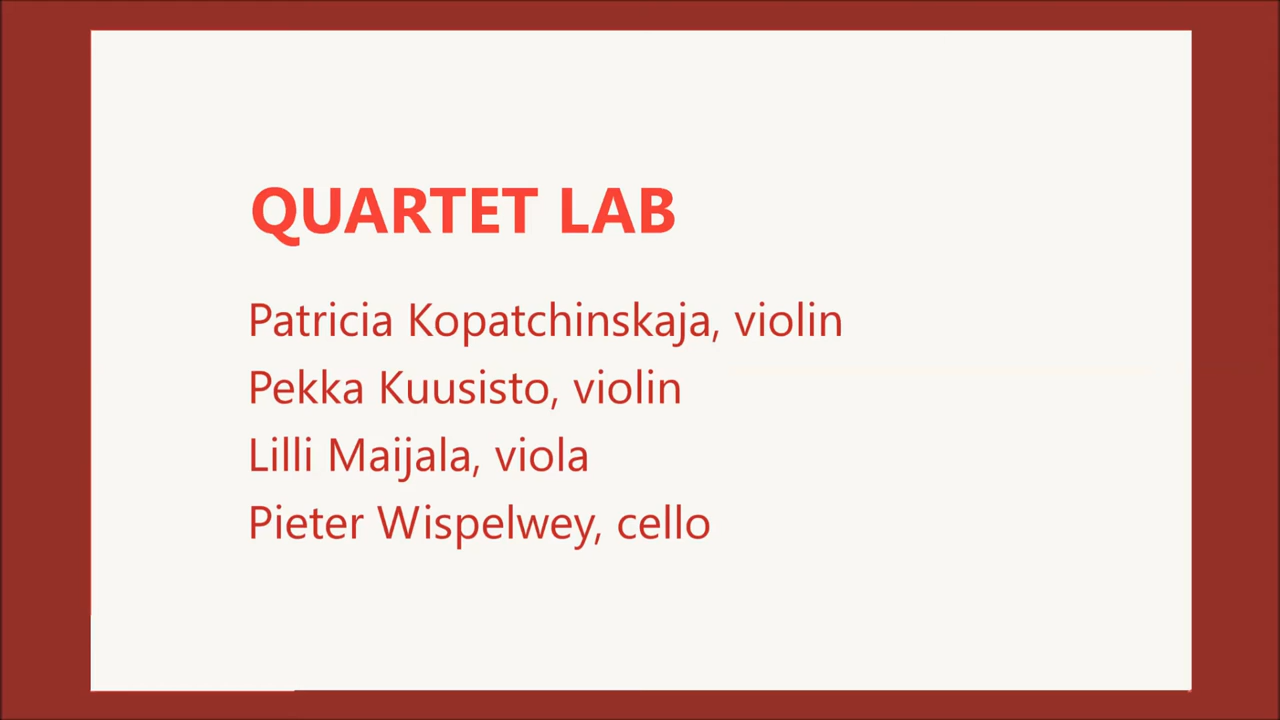 QUARTET LAB
Patricia Kopatchinskaja, violin
Pekka Kuusisto, violin
Lilli Maijala, viola
Pieter Wispelwey, cello